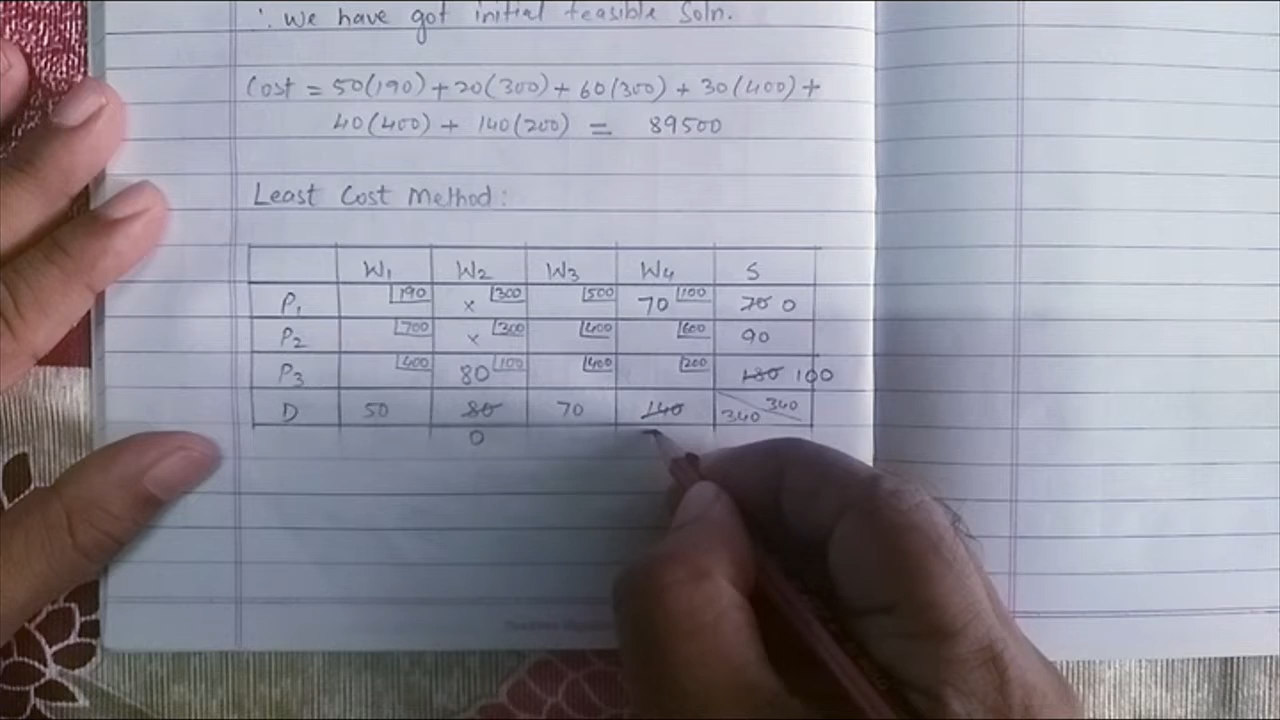 ∴ We have got initial feasible Soln.
Cost = 50(190) + 20(300) + 60(300) + 30(400) +
40(400) + 140(200) = 89500
Least Cost Method:
W₁ W₂ W₃ W₄ S
P₁ 190 × 300 500 70 100 70 0
P₂ 700 × 300 400 600 90
P₃ 400 80 100 400 200 180 100
D 50 80 70 140 340 340
0